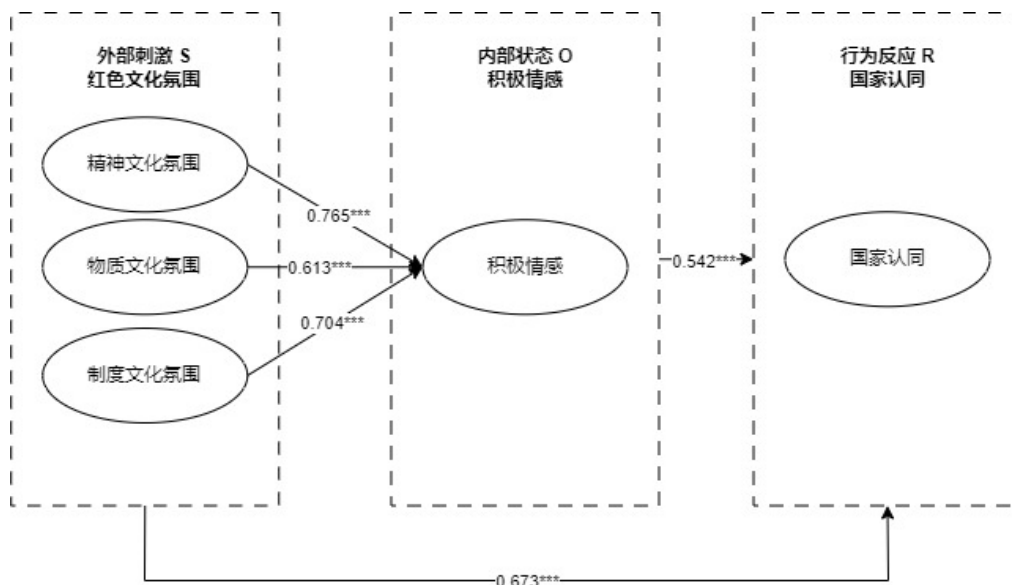 外部刺激 S
红色文化氛围
内部状态 O
积极情感
行为反应 R
国家认同
精神文化氛围
0.765***
物质文化氛围
0.613***
积极情感
0.542***
国家认同
0.704***
制度文化氛围
0.673***